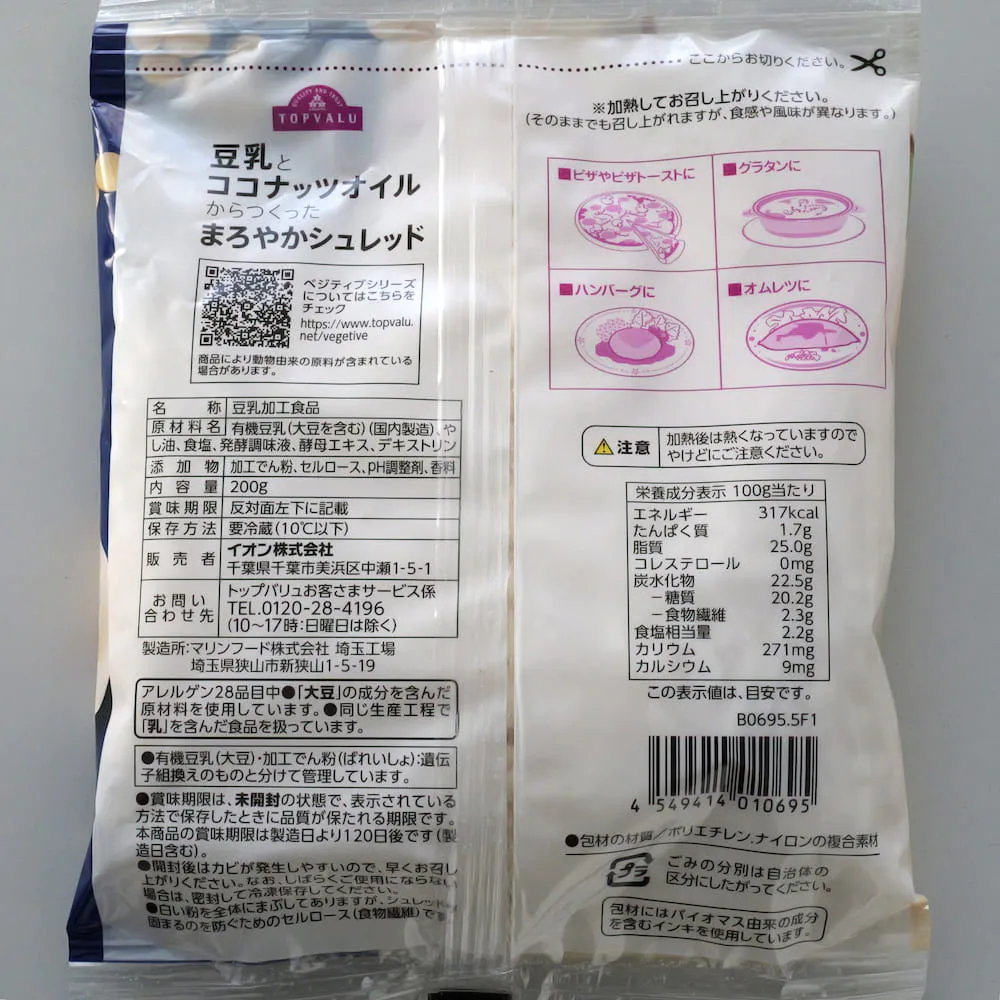 ここからお切りください。
QUALITY AND TRUST
TOPVALU
豆乳と
ココナッツオイル
からつくった
まろやかシュレッド
ベジティブシリーズ
についてはこちらを
チェック
https://www.topvalu.
net/vegetive
商品により動物由来の原料が含まれている
場合があります。
名称 豆乳加工食品
原材料名 有機豆乳(大豆を含む)(国内製造)、や
し油、食塩、発酵調味液、酵母エキス、デキストリン
添加物 加工でん粉、セルロース、pH調整剤、香料
内容量 200g
賞味期限 反対面左下に記載
保存方法 要冷蔵(10℃以下)
販売者 イオン株式会社
千葉県千葉市美浜区中瀬1-5-1
お問い
合わせ先
トップバリュお客さまサービス係
TEL.0120-28-4196
(10〜17時:日曜日は除く)
製造所:マリンフード株式会社 埼玉工場
埼玉県狭山市新狭山1-5-19
アレルゲン28品目中●「大豆」の成分を含んだ
原材料を使用しています。●同じ生産工程で
「乳」を含んだ食品を扱っています。
●有機豆乳(大豆)・加工でん粉(ばれいしょ):遺伝
子組換えのものと分けて管理しています。
●賞味期限は、未開封の状態で、表示されている
方法で保存したときに品質が保たれる期限です。
本商品の賞味期限は製造日より120日後です(製
造日含む)。
●開封後はカビが発生しやすいので、早くお召し
上がりください。なお、しばらくご使用にならない
場合は、密封して冷凍保存してください。
●白い粉を全体にまぶしてありますが、シュレッド
固まるのを防ぐためのセルロース(食物繊維)です
※加熱してお召し上がりください。
(そのままでも召し上がれますが、食感や風味が異なります。)
■ピザやピザトーストに
■グラタンに
■ハンバーグに
■オムレツに
注意 加熱後は熱くなっていますので
やけどにご注意ください。
栄養成分表示 100g当たり
エネルギー 317kcal
たんぱく質 1.7g
脂質 25.0g
コレステロール 0mg
炭水化物 22.5g
−糖質 20.2g
−食物繊維 2.3g
食塩相当量 2.2g
カリウム 271mg
カルシウム 9mg
この表示値は、目安です。
B0695.5F1
4 549414 010695
●包材の材質/ポリエチレン、ナイロンの複合素材
プラ
ごみの分別は自治体の
区分にしたがってください。
包材にはバイオマス由来の成分
を含むインキを使用しています。